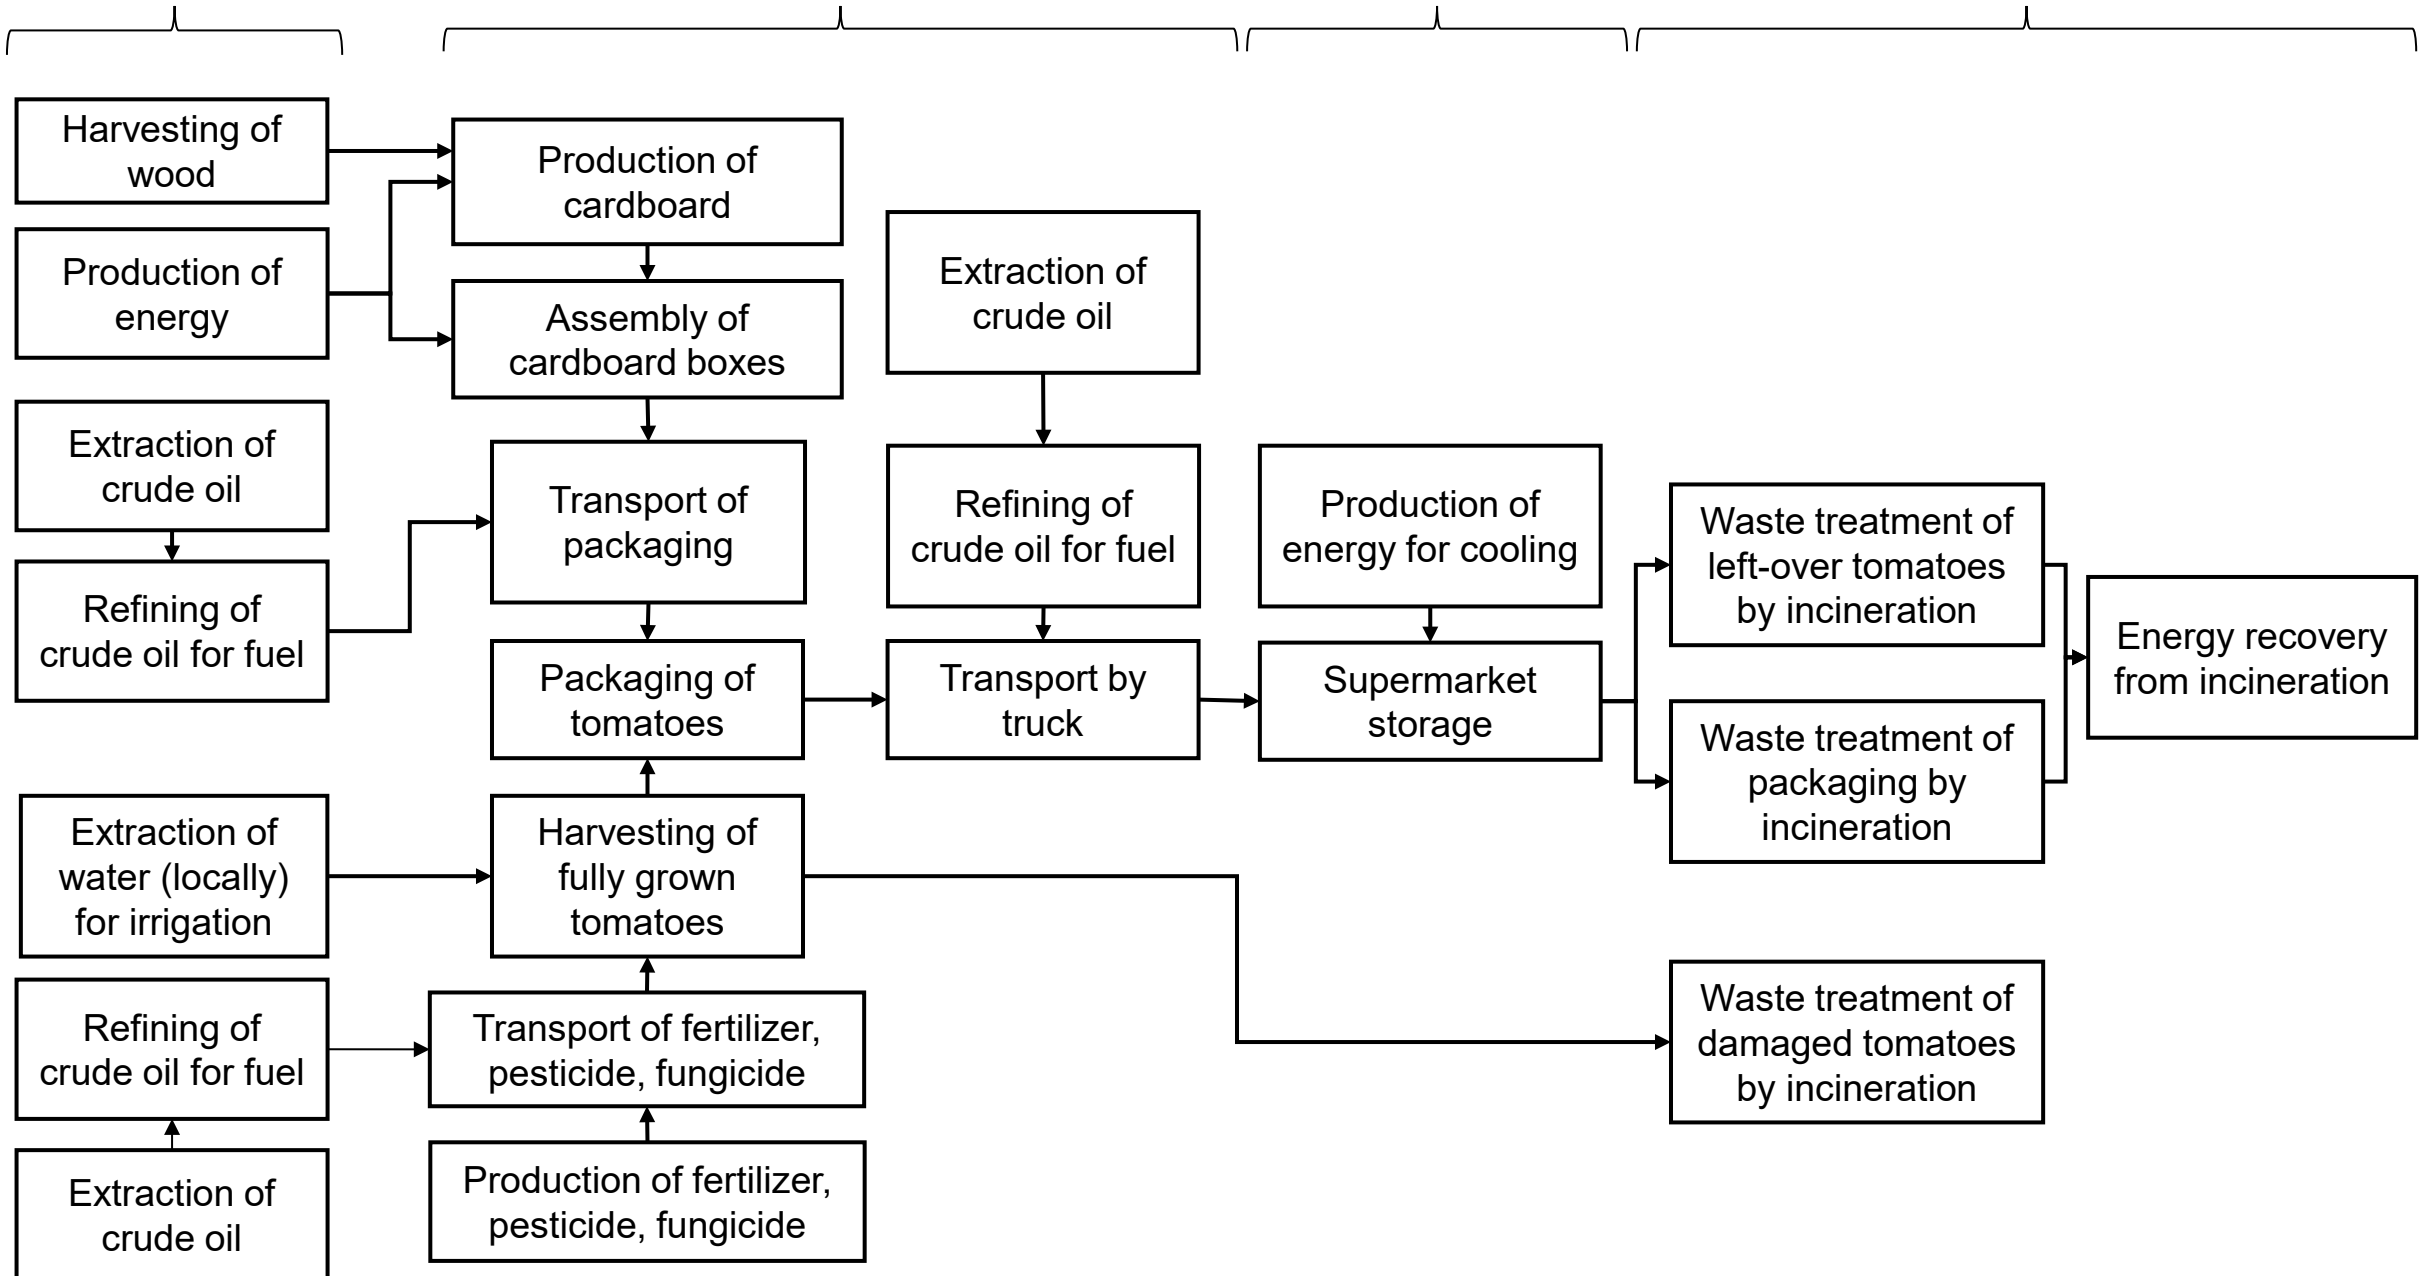 Harvesting of
wood
Production of
energy
Extraction of
crude oil
Refining of
crude oil for fuel
Extraction of
water (locally)
for irrigation
Refining of
crude oil for fuel
Extraction of
crude oil
Production of
cardboard
Assembly of
cardboard boxes
Transport of
packaging
Packaging of
tomatoes
Harvesting of
fully grown
tomatoes
Transport of fertilizer,
pesticide, fungicide
Production of fertilizer,
pesticide, fungicide
Extraction of
crude oil
Refining of
crude oil for fuel
Transport by
truck
Production of
energy for cooling
Supermarket
storage
Waste treatment of
left-over tomatoes
by incineration
Waste treatment of
packaging by
incineration
Waste treatment of
damaged tomatoes
by incineration
Energy recovery
from incineration